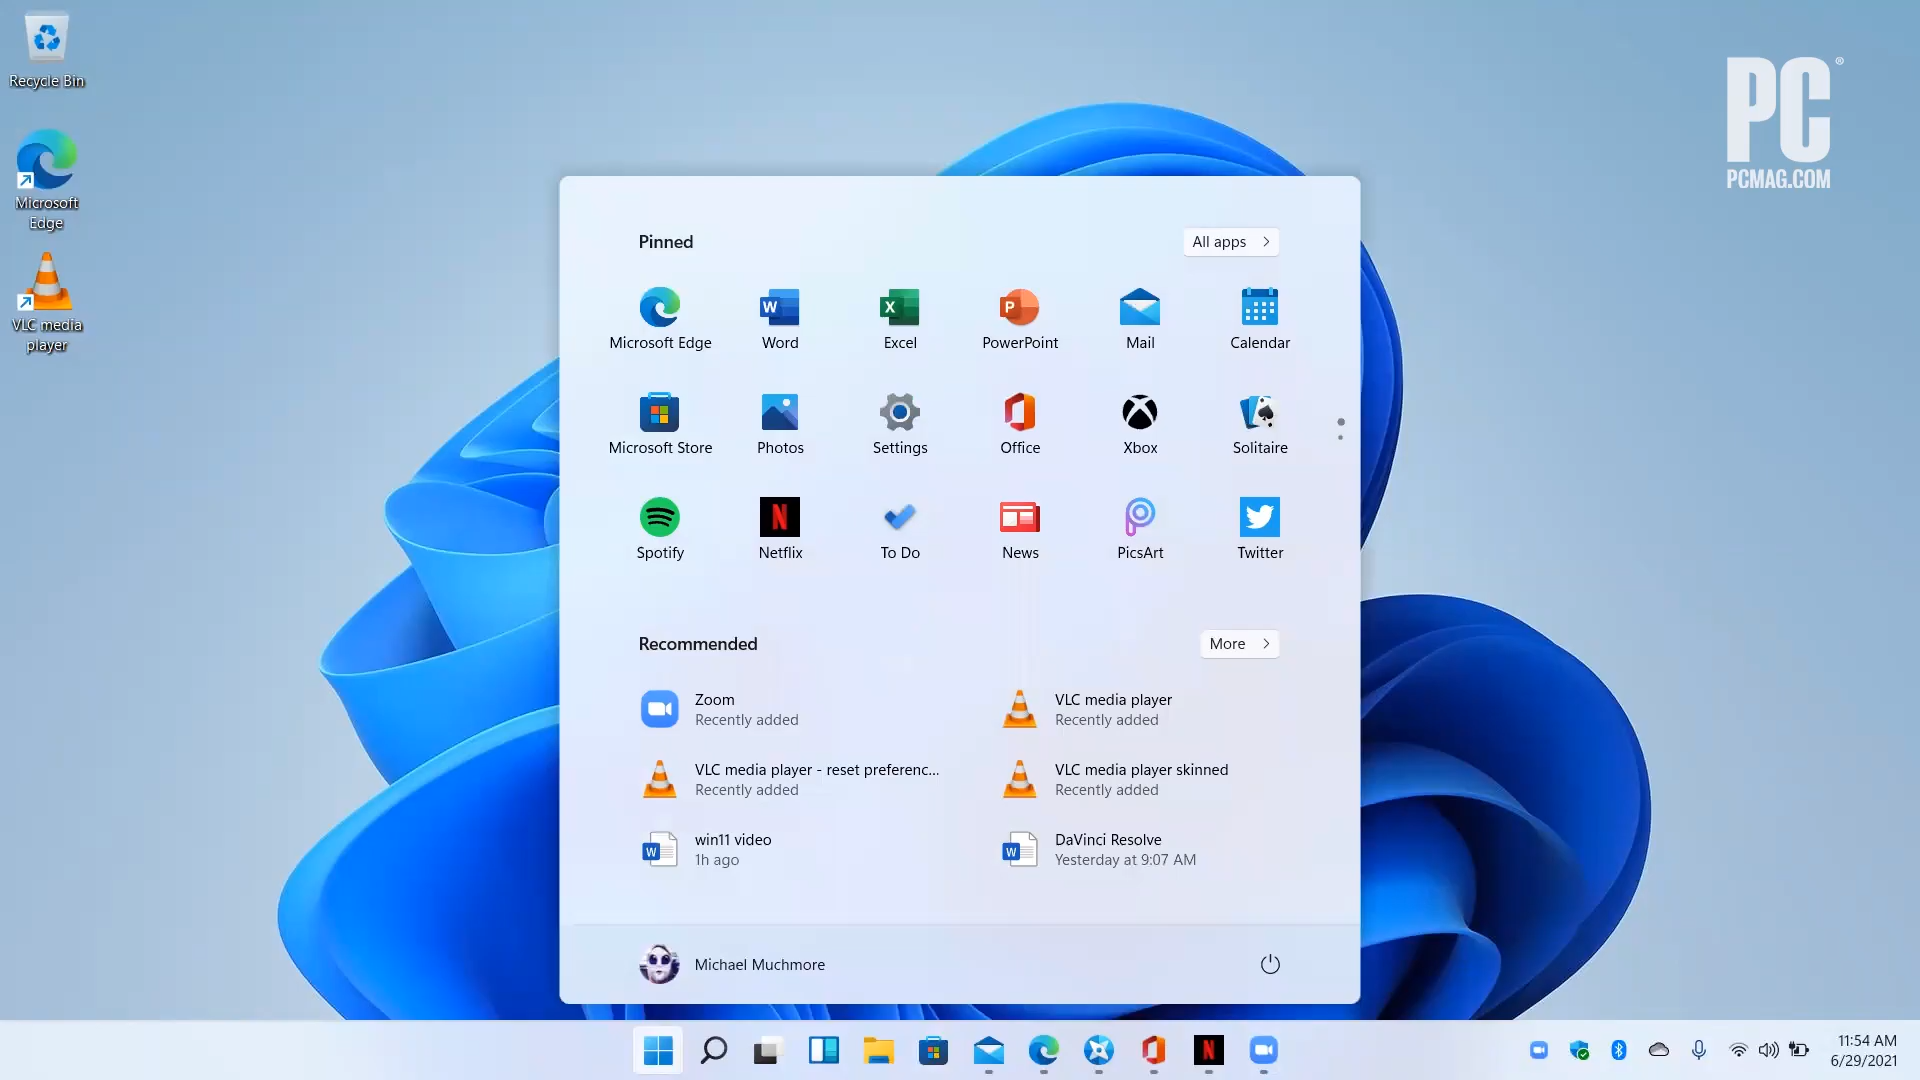 Recycle Bin
Microsoft
Edge
VLC media
player
PC®
PCMAG.COM
Pinned
All apps
Microsoft Edge
Word
Excel
PowerPoint
Mail
Calendar
Microsoft Store
Photos
Settings
Office
Xbox
Solitaire
Spotify
Netflix
To Do
News
PicsArt
Twitter
Recommended
More
Zoom
Recently added
VLC media player
Recently added
VLC media player - reset preferenc...
Recently added
VLC media player skinned
Recently added
win11 video
1h ago
DaVinci Resolve
Yesterday at 9:07 AM
Michael Muchmore
11:54 AM
6/29/2021